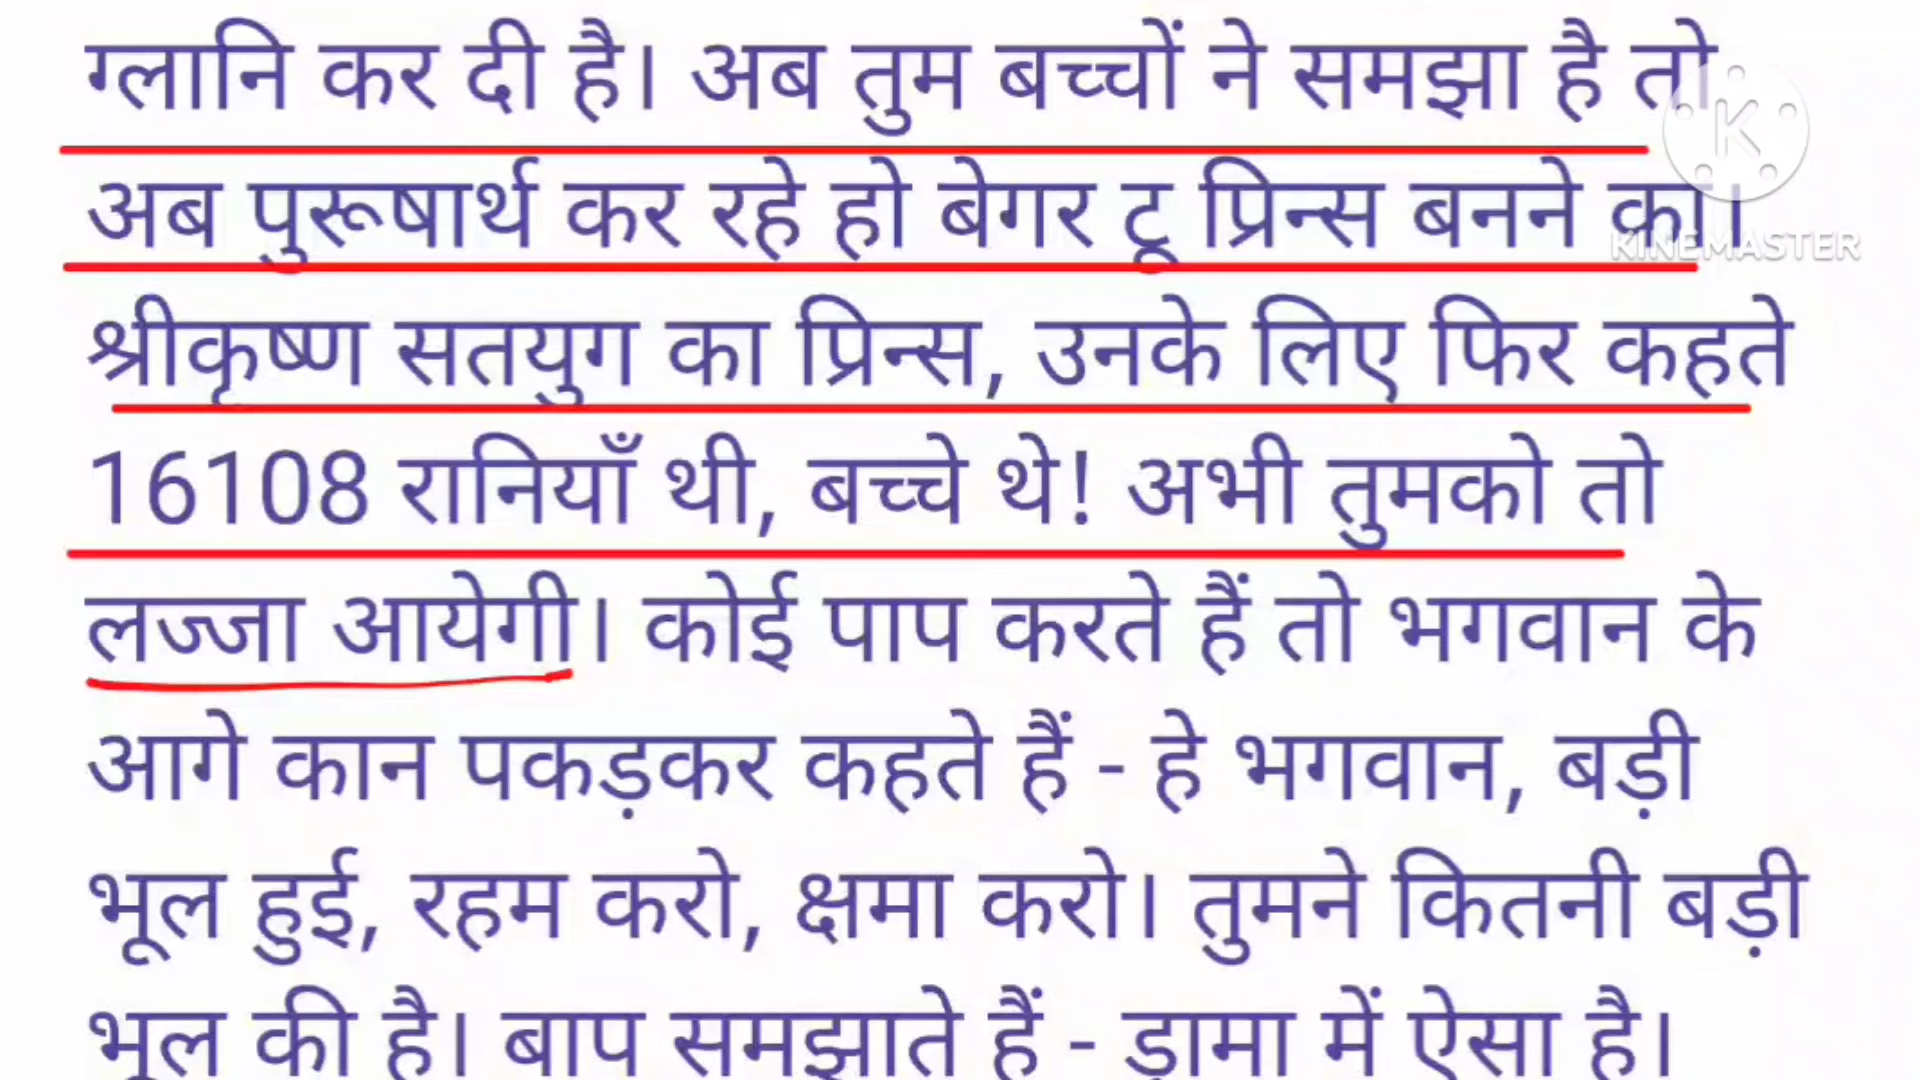 ग्लानि कर दी है। अब तुम बच्चों ने समझा है तो
अब पुरूषार्थ कर रहे हो बेगर टू प्रिन्स बनने का।
श्रीकृष्ण सतयुग का प्रिन्स, उनके लिए फिर कहते
16108 रानियाँ थी, बच्चे थे! अभी तुमको तो
लज्जा आयेगी। कोई पाप करते हैं तो भगवान के
आगे कान पकड़कर कहते हैं - हे भगवान, बड़ी
भूल हुई, रहम करो, क्षमा करो। तुमने कितनी बड़ी
भूल की है। बाप समझाते हैं - ड्रामा में ऐसा है।
K
KINEMASTER